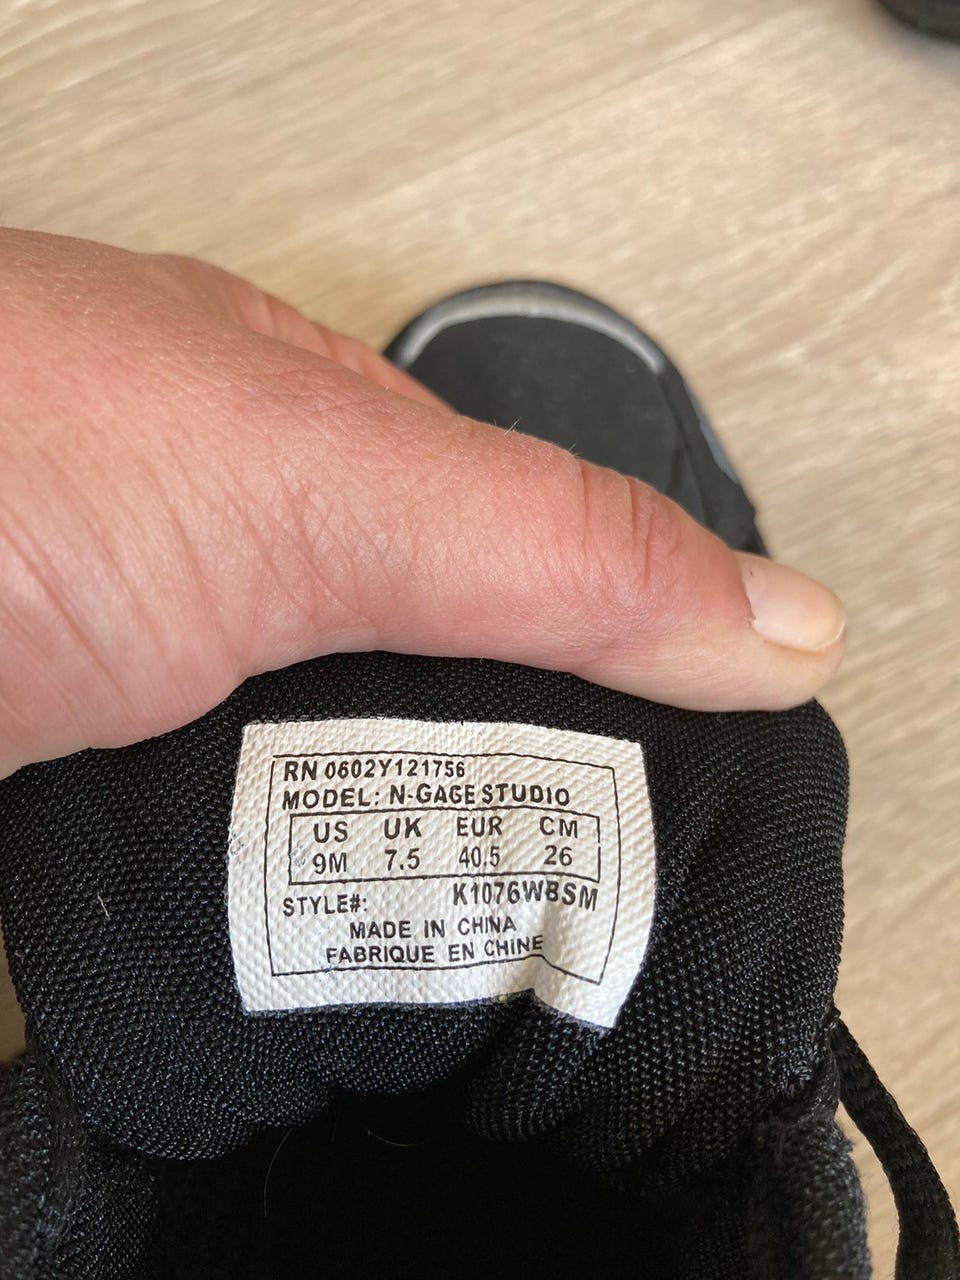 RN 0602Y121756
MODEL: N-GAGE STUDIO
US UK EUR CM
9M 7.5 40.5 26
STYLE#: K1076WBSM
MADE IN CHINA
FABRIQUE EN CHINE